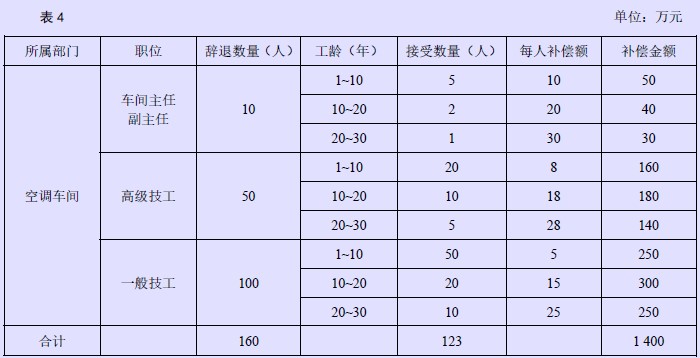 表 4 单位：万元
所属部门 职位 辞退数量（人） 工龄（年） 接受数量（人） 每人补偿额 补偿金额
空调车间 车间主任副主任 10 1~10 5 10 50
10~20 2 20 40
20~30 1 30 30
高级技工 50 1~10 20 8 160
10~20 10 18 180
20~30 5 28 140
一般技工 100 1~10 50 5 250
10~20 20 15 300
20~30 10 25 250
合计 160 123 1 400